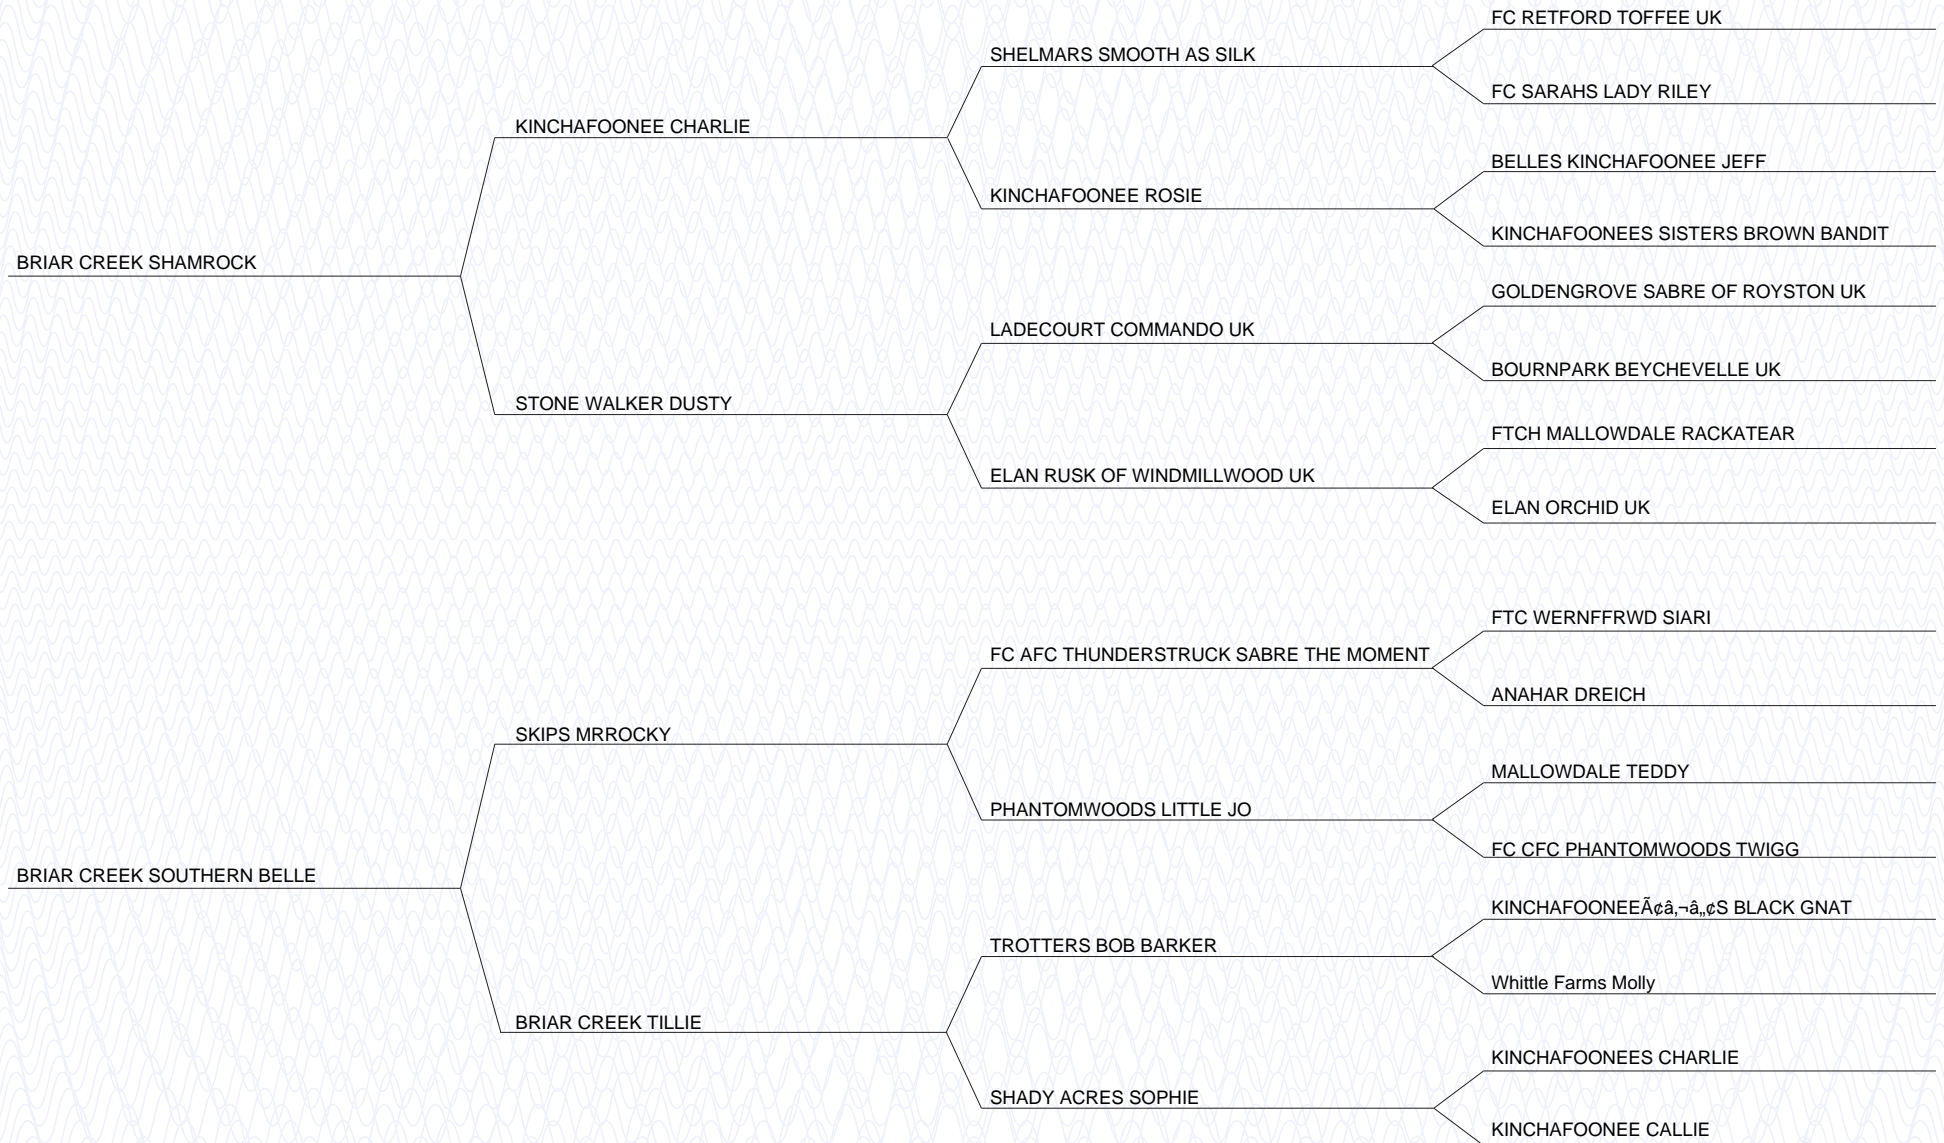 FC RETFORD TOFFEE UK
SHELMARS SMOOTH AS SILK
FC SARAHS LADY RILEY
KINCHAFOONEE CHARLIE
BELLES KINCHAFOONEE JEFF
KINCHAFOONEE ROSIE
KINCHAFOONEES SISTERS BROWN BANDIT
BRIAR CREEK SHAMROCK
GOLDENGROVE SABRE OF ROYSTON UK
LADECOURT COMMANDO UK
BOURNPARK BEYCHEVELLE UK
STONE WALKER DUSTY
FTCH MALLOWDALE RACKATEAR
ELAN RUSK OF WINDMILLWOOD UK
ELAN ORCHID UK
FTC WERNFFRWD SIARI
FC AFC THUNDERSTRUCK SABRE THE MOMENT
ANAHAR DREICH
SKIPS MRROCKY
MALLOWDALE TEDDY
PHANTOMWOODS LITTLE JO
FC CFC PHANTOMWOODS TWIGG
BRIAR CREEK SOUTHERN BELLE
KINCHAFOONEEÃ¢â‚¬â„¢S BLACK GNAT
TROTTERS BOB BARKER
Whittle Farms Molly
BRIAR CREEK TILLIE
KINCHAFOONEES CHARLIE
SHADY ACRES SOPHIE
KINCHAFOONEE CALLIE